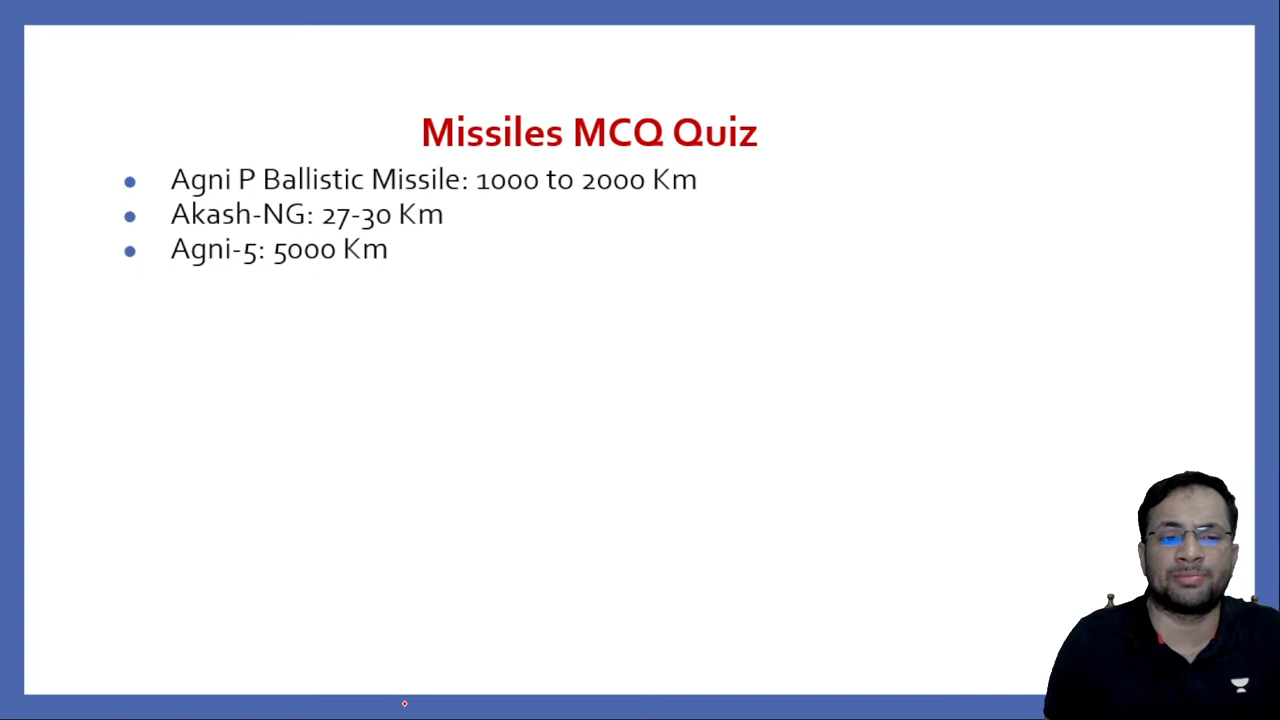 Missiles MCQ Quiz
Agni P Ballistic Missile: 1000 to 2000 Km
Akash-NG: 27-30 Km
Agni-5: 5000 Km